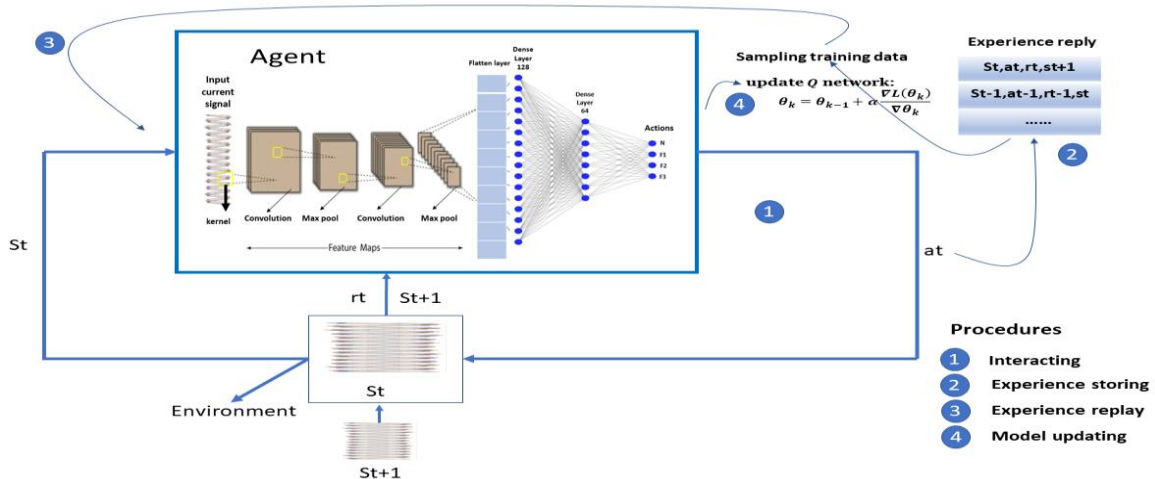 3
Agent
Input
current
signal
kernel
Convolution
Max pool
Convolution
Max pool
Feature Maps
Flatten layer
Dense
Layer
128
Dense
Layer
64
Actions
N
F1
F2
F3
Sampling training data
update Q network:
4
θk = θk−1 + α ∇L(θk)/∇θk
Experience reply
St,at,rt,st+1
St-1,at-1,rt-1,st
......
2
1
St
at
rt
St+1
St
Environment
St+1
Procedures
1 Interacting
2 Experience storing
3 Experience replay
4 Model updating